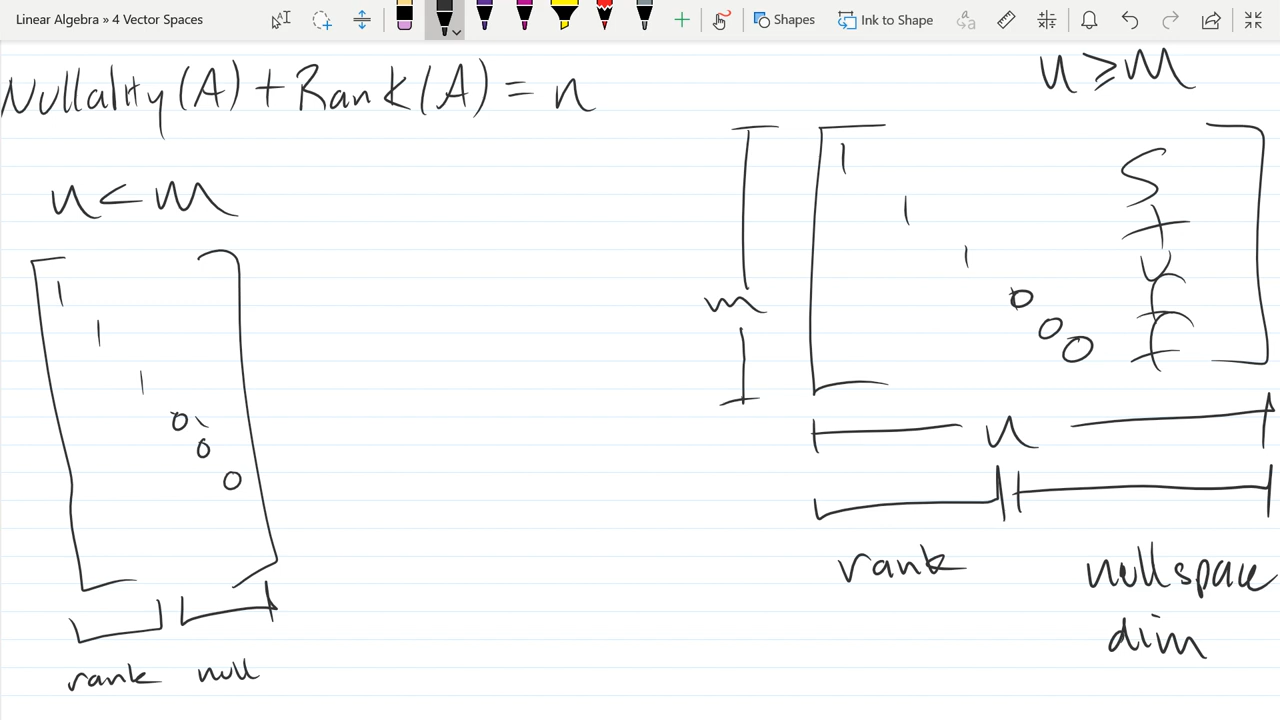 Linear Algebra » 4 Vector Spaces
Shapes
Ink to Shape
Nullality(A) + Rank(A) = n
n ≥ m
n < m
1
1
1
0
0
0
rank null
1
1
1
0
0
0
S
t
u
f
f
m
n
rank
nullspace
dim